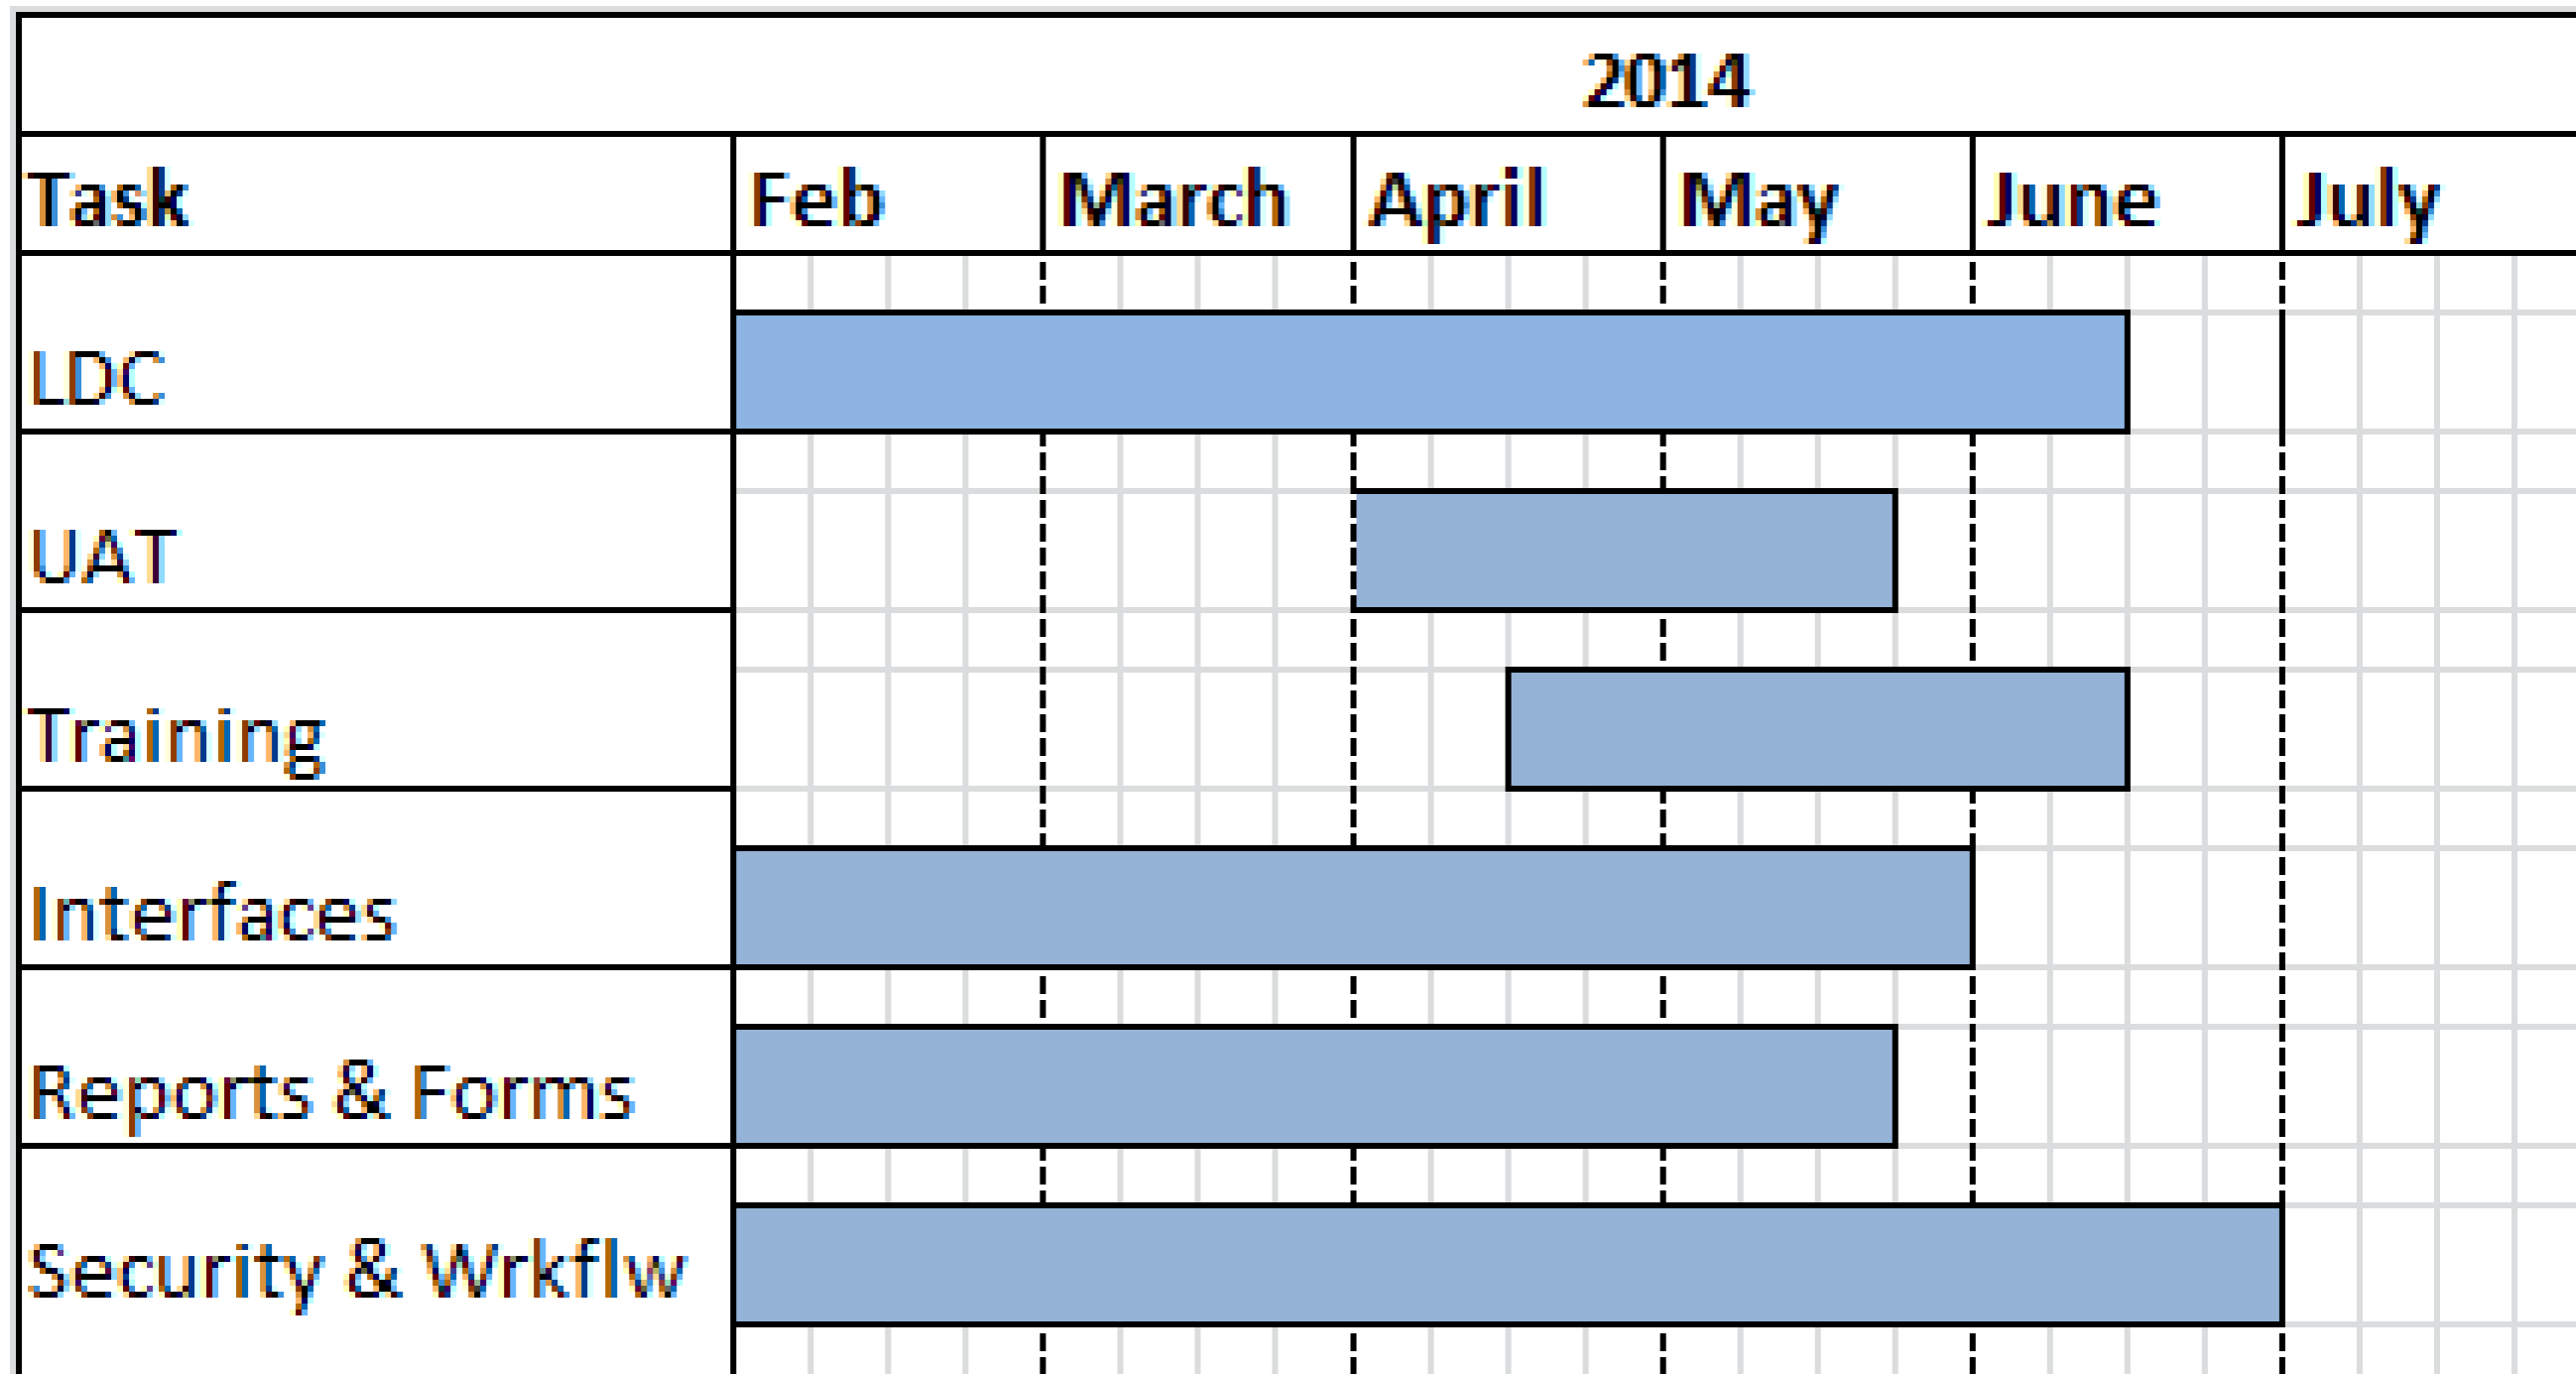 2014
Task Feb March April May June July
LDC
UAT
Training
Interfaces
Reports & Forms
Security & Wrkflw